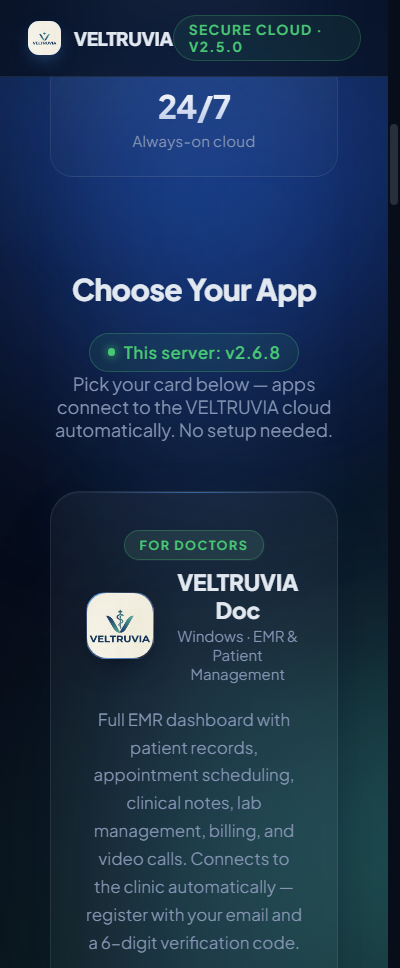 VELTRUVIA
VELTRUVIA
SECURE CLOUD ·
V2.5.0
24/7
Always-on cloud
Choose Your App
This server: v2.6.8
Pick your card below — apps
connect to the VELTRUVIA cloud
automatically. No setup needed.
FOR DOCTORS
VELTRUVIA
VELTRUVIA
Doc
Windows · EMR &
Patient
Management
Full EMR dashboard with
patient records,
appointment scheduling,
clinical notes, lab
management, billing, and
video calls. Connects to
the clinic automatically —
register with your email and
a 6-digit verification code.